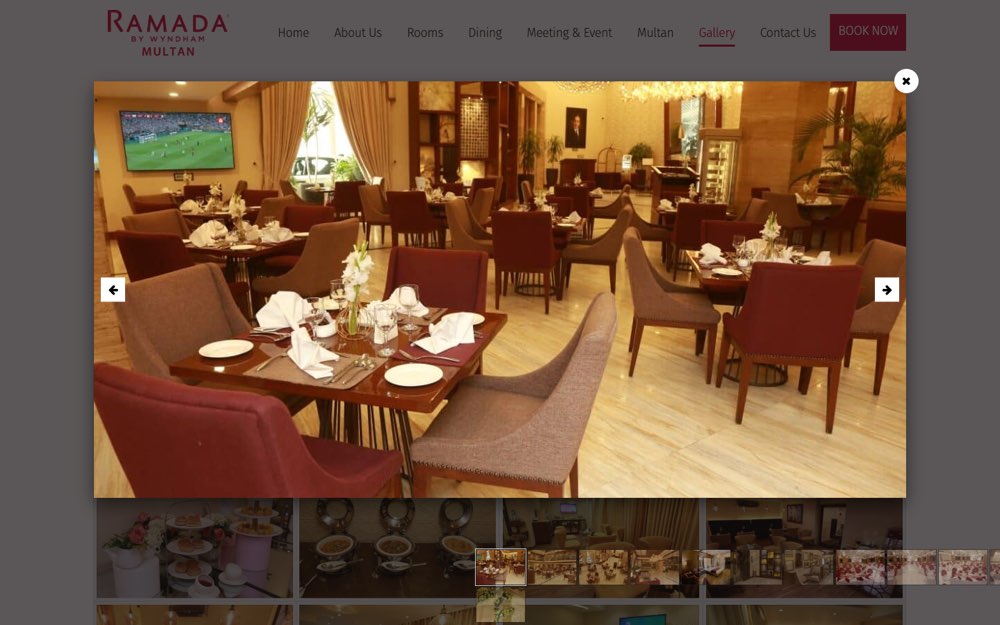 RAMADA
BY WYNDHAM
MULTAN
Home
About Us
Rooms
Dining
Meeting & Event
Multan
Gallery
Contact Us
BOOK NOW